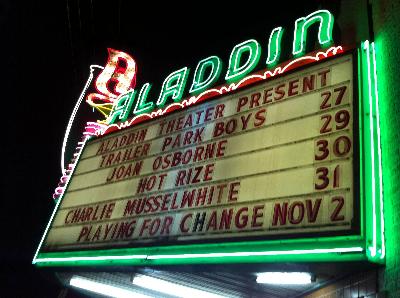 Aladdin
ALADDIN THEATER PRESENT
TRAILER PARK BOYS 27
JOAN OSBORNE 29
HOT RIZE 30
CHARLIE MUSSELWHITE 31
PLAYING FOR CHANGE NOV 2